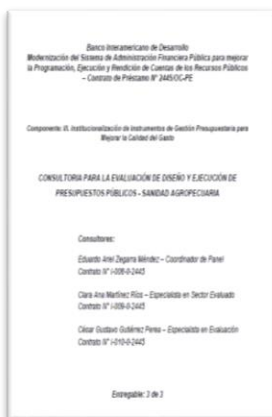 Banco Interamericano de Desarrollo
Modernización del Sistema de Administración Financiera Pública para mejorar
la Programación, Ejecución y Rendición de Cuentas de los Recursos Públicos
– Contrato de Préstamo N° 2445/OC-PE
Componente: VI. Institucionalización de Instrumentos de Gestión Presupuestaria para
Mejorar la Calidad del Gasto
CONSULTORIA PARA LA EVALUACIÓN DE DISEÑO Y EJECUCIÓN DE
PRESUPUESTOS PÚBLICOS - SANIDAD AGROPECUARIA
Consultores:
Eduardo Ariel Zegarra Méndez – Coordinador de Panel
Contrato N° I-008-0-2445
Clara Ana Martínez Ríos – Especialista en Sector Evaluado
Contrato N° I-009-0-2445
César Gustavo Gutiérrez Perea – Especialista en Evaluación
Contrato N° I-010-0-2445
Entregable: 3 de 3